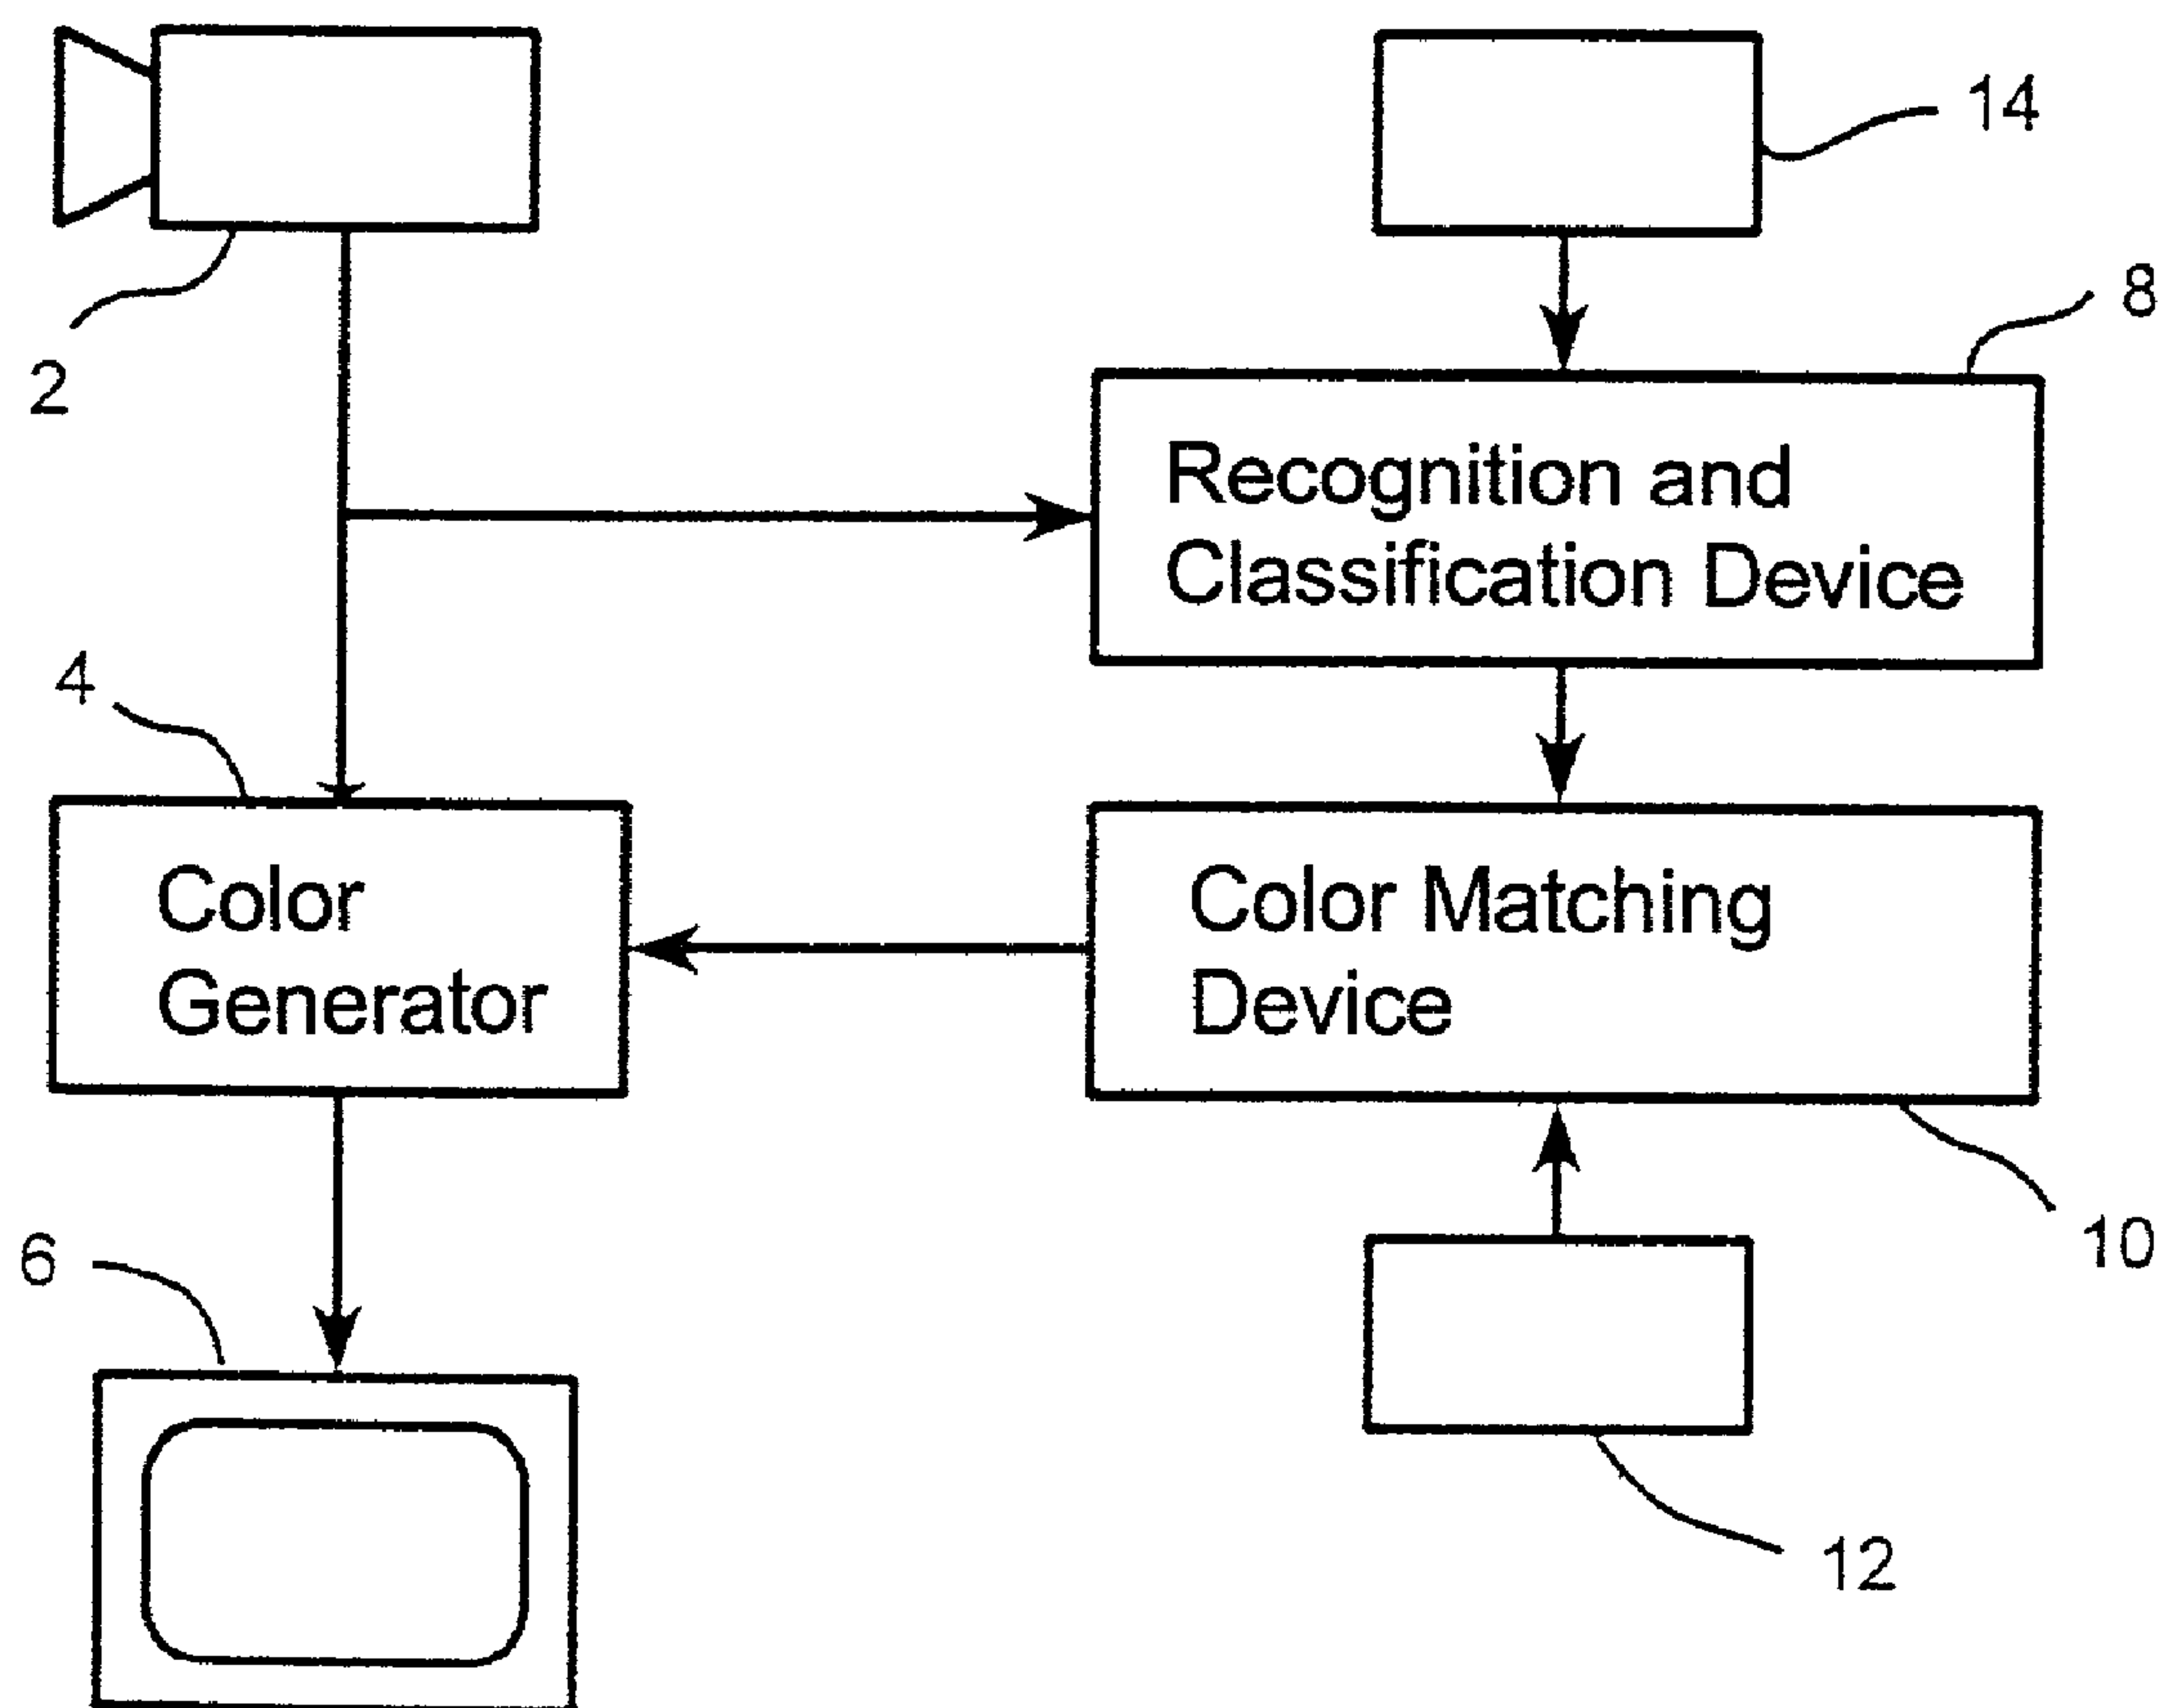 14
8
2
Recognition and
Classification Device
4
Color
Generator
Color Matching
Device
6
10
12